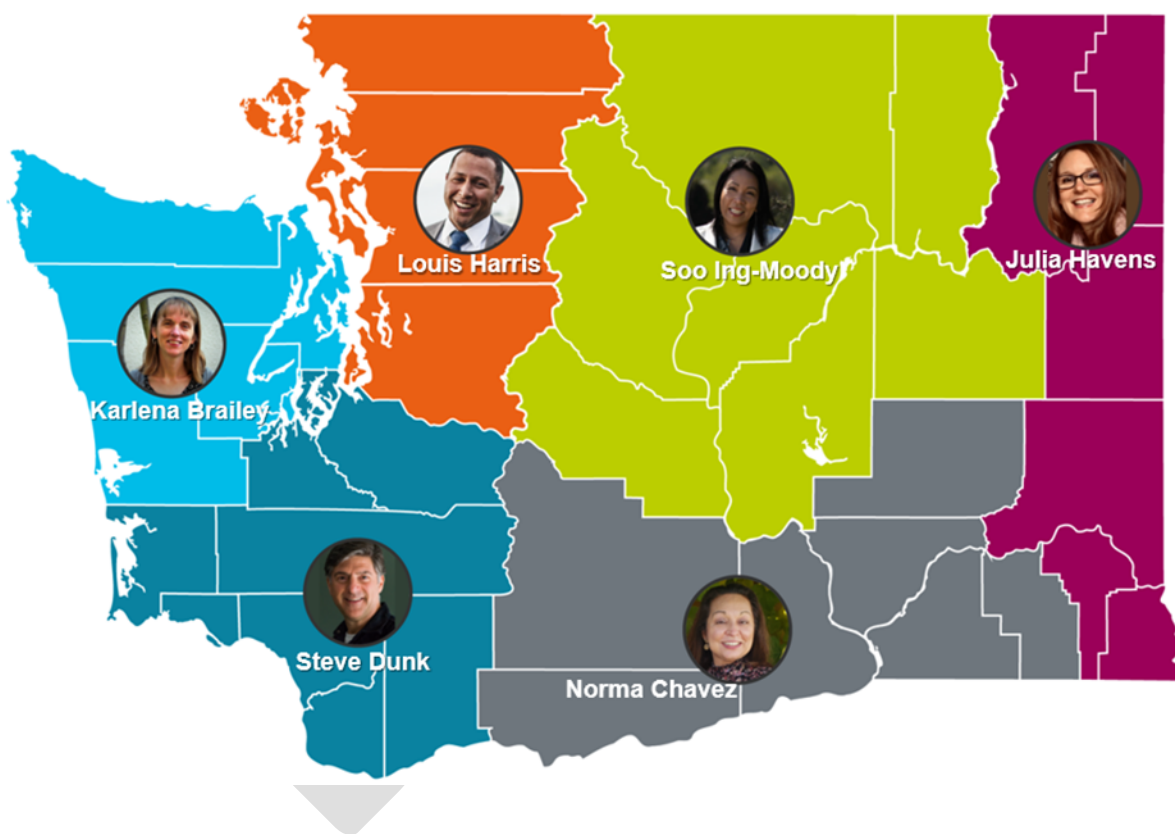 Louis Harris
Soo Ing-Moody
Julia Havens
Karlena Brailey
Steve Dunk
Norma Chavez